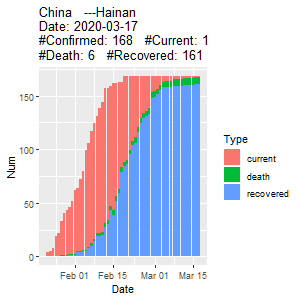 China   ---Hainan
Date: 2020-03-17
#Confirmed: 168   #Current: 1
#Death: 6   #Recovered: 161
150
100
50
0
Num
Feb 01
Feb 15
Mar 01
Mar 15
Date
Type
current
death
recovered